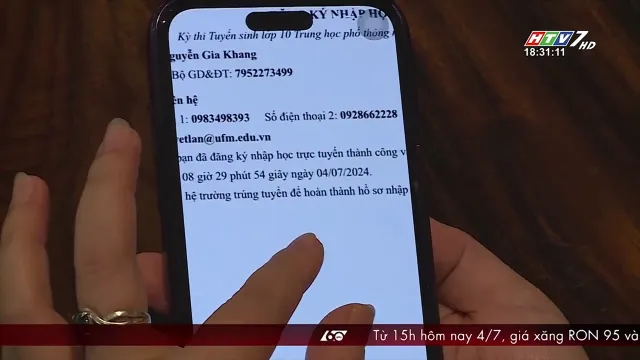 KÝ NHẬP HỌ
Kỳ thi Tuyển sinh lớp 10 Trung học phổ thông
guyễn Gia Khang
Bộ GD&ĐT: 7952273499
ên hệ
1: 0983498393 Số điện thoại 2: 0928662228
vetlan@ufm.edu.vn
bạn đã đăng ký nhập học trực tuyến thành công v
08 giờ 29 phút 54 giây ngày 04/07/2024.
hệ trường trúng tuyển để hoàn thành hồ sơ nhập
HTV7 HD
18:31:11
60
Từ 15h hôm nay 4/7, giá xăng RON 95 và